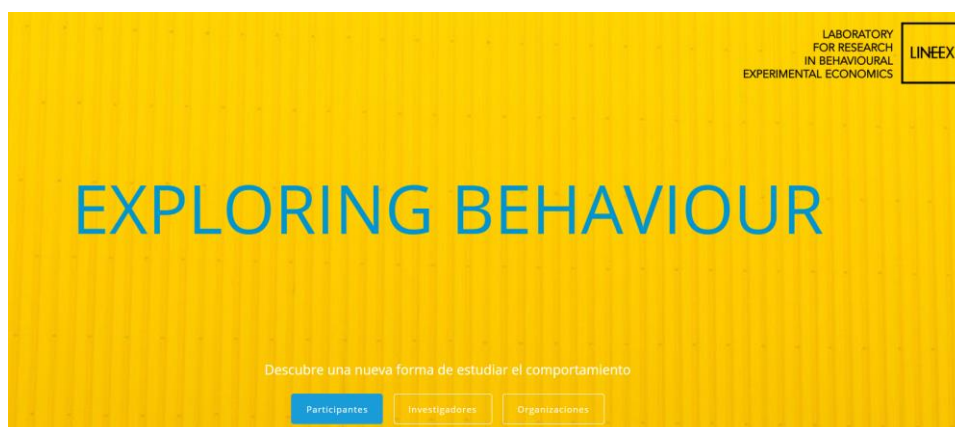 LABORATORY
FOR RESEARCH
IN BEHAVIOURAL
EXPERIMENTAL ECONOMICS
LINEEX
EXPLORING BEHAVIOUR
Descubre una nueva forma de estudiar el comportamiento
Participantes
Investigadores
Organizaciones